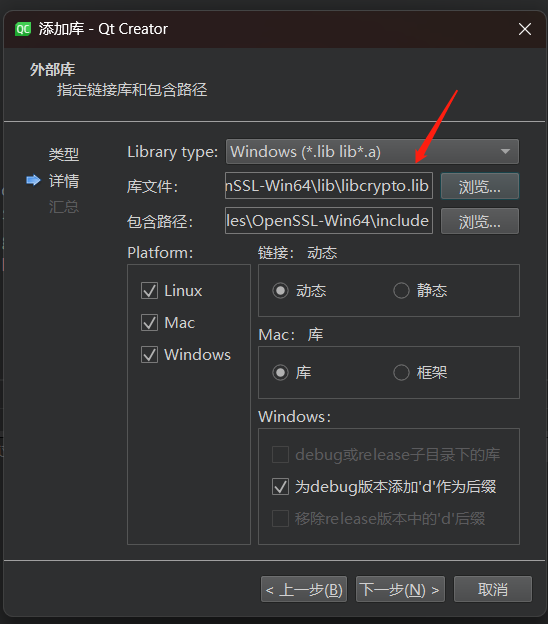 QC 添加库 - Qt Creator
外部库
指定链接库和包含路径
类型
详情
汇总
Library type: Windows (*.lib lib*.a)
库文件: nSSL-Win64\lib\libcrypto.lib 浏览...
包含路径: les\OpenSSL-Win64\include 浏览...
Platform:
Linux
Mac
Windows
链接: 动态
动态 静态
Mac: 库
库 框架
Windows:
debug或release子目录下的库
为debug版本添加'd'作为后缀
移除release版本中的'd'后缀
< 上一步(B) 下一步(N) > 取消